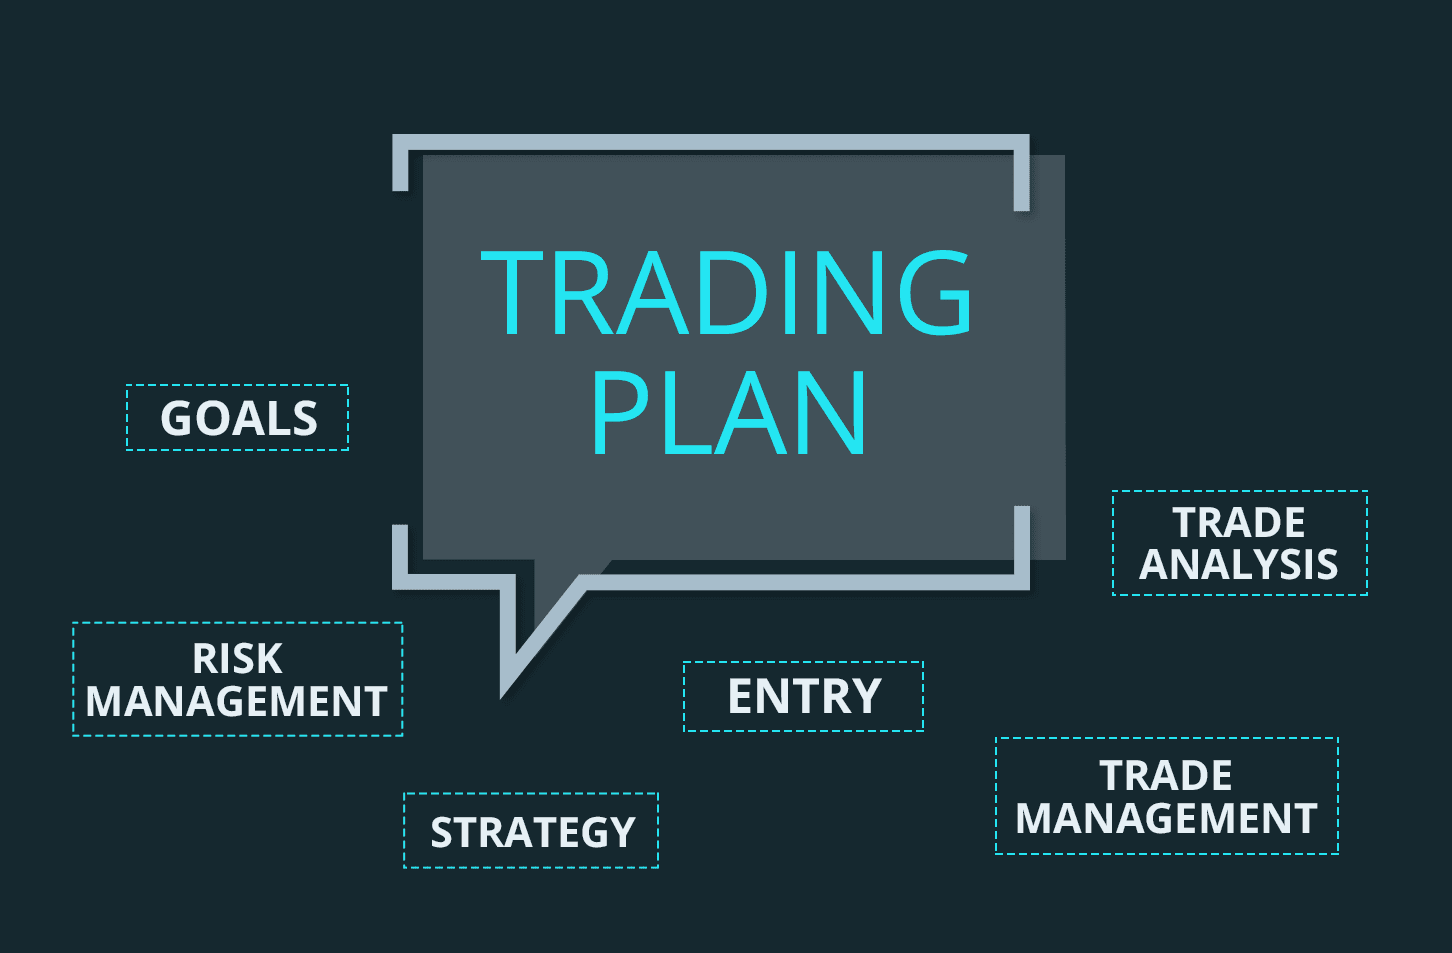 TRADING
PLAN
GOALS
TRADE
ANALYSIS
RISK
MANAGEMENT
ENTRY
TRADE
MANAGEMENT
STRATEGY